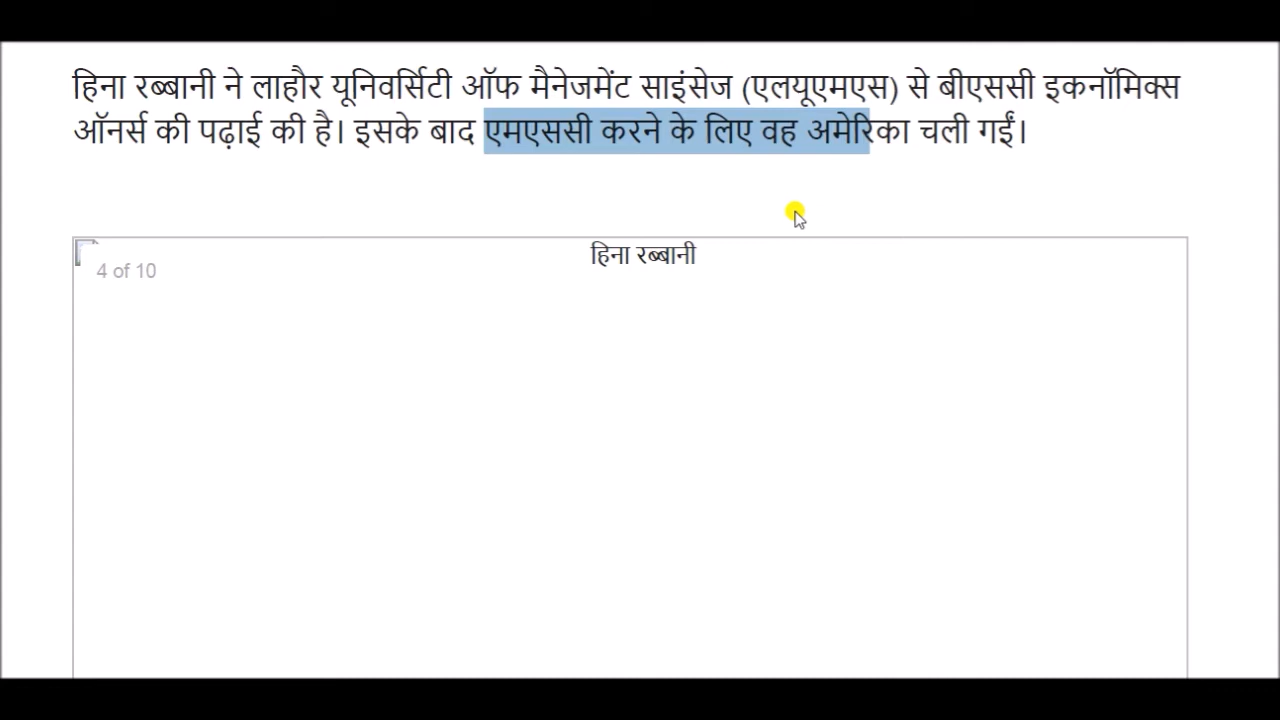 हिना रब्बानी ने लाहौर यूनिवर्सिटी ऑफ मैनेजमेंट साइंसेज (एलयूएमएस) से बीएससी इकनॉमिक्स
ऑनर्स की पढ़ाई की है। इसके बाद एमएससी करने के लिए वह अमेरिका चली गईं।
हिना रब्बानी
4 of 10